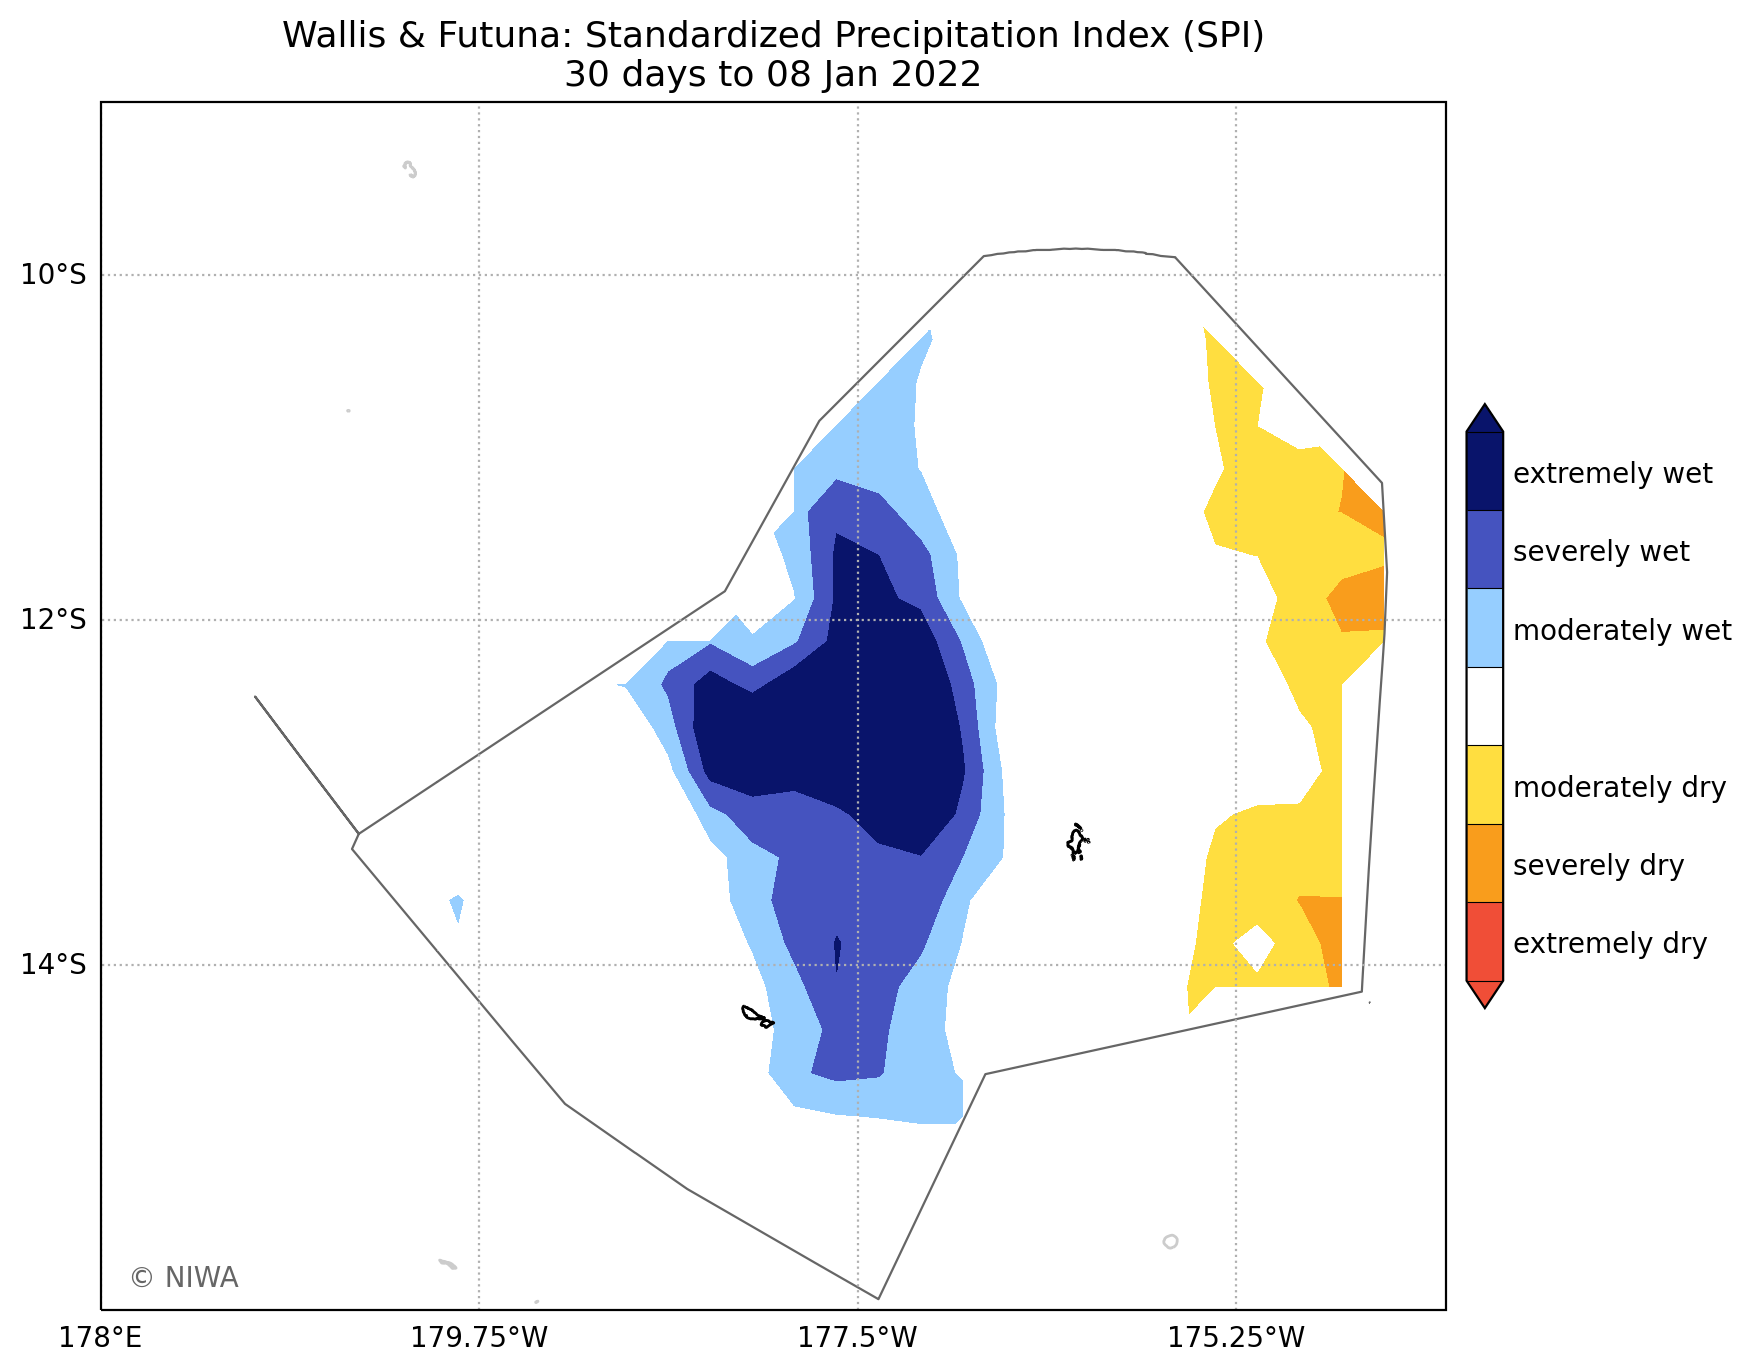 Wallis & Futuna: Standardized Precipitation Index (SPI)
30 days to 08 Jan 2022
10°S
12°S
14°S
178°E
179.75°W
177.5°W
175.25°W
extremely wet
severely wet
moderately wet
moderately dry
severely dry
extremely dry
© NIWA